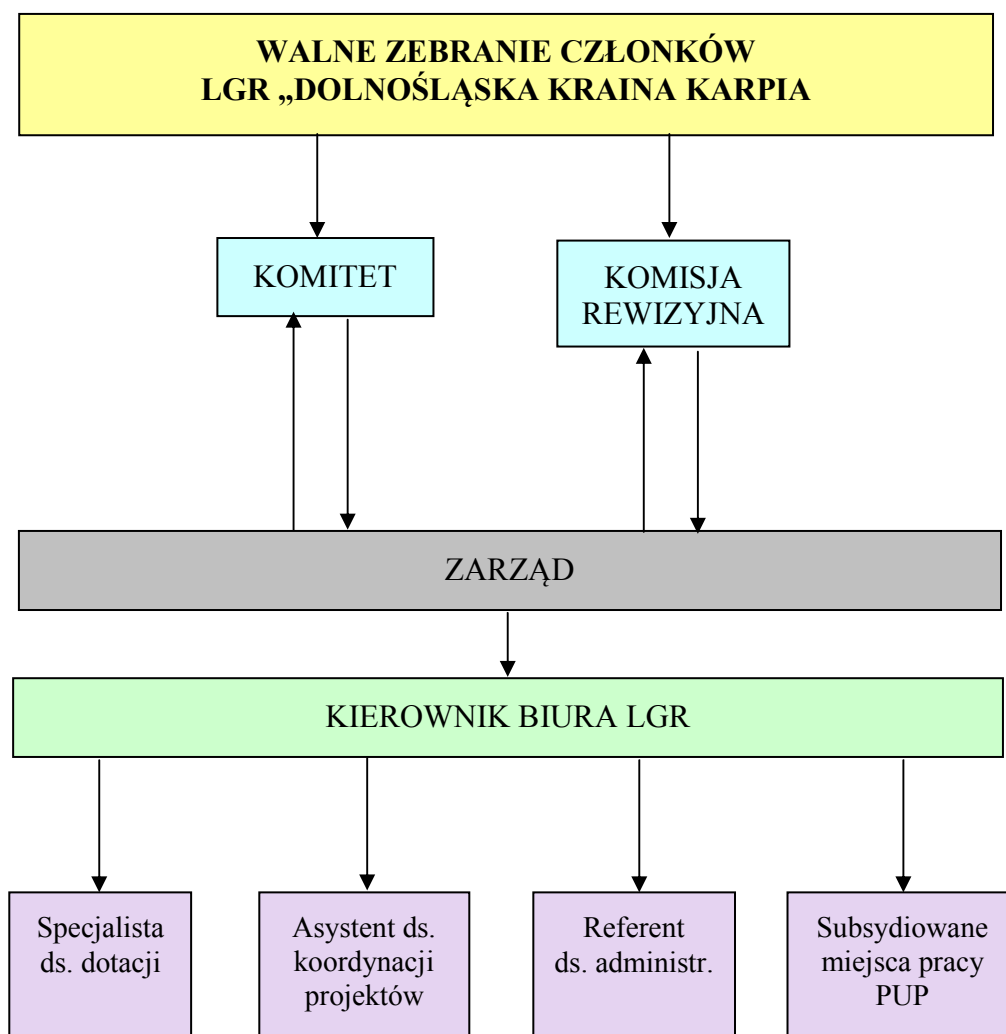 WALNE ZEBRANIE CZŁONKÓW
LGR „DOLNOŚLĄSKA KRAINA KARPIA
KOMITET
KOMISJA
REWIZYJNA
ZARZĄD
KIEROWNIK BIURA LGR
Specjalista
ds. dotacji
Asystent ds.
koordynacji
projektów
Referent
ds. administr.
Subsydiowane
miejsca pracy
PUP